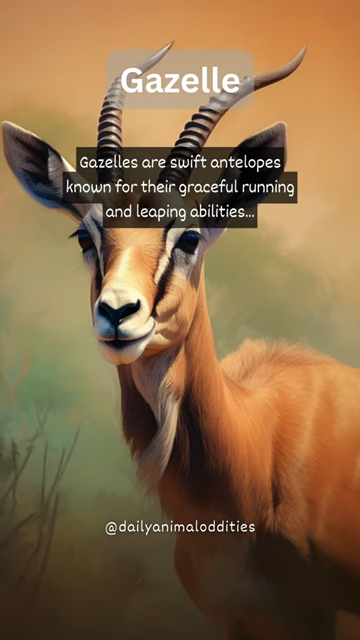 Gazelle
Gazelles are swift antelopes
known for their graceful running
and leaping abilities...
@dailyanimaloddities